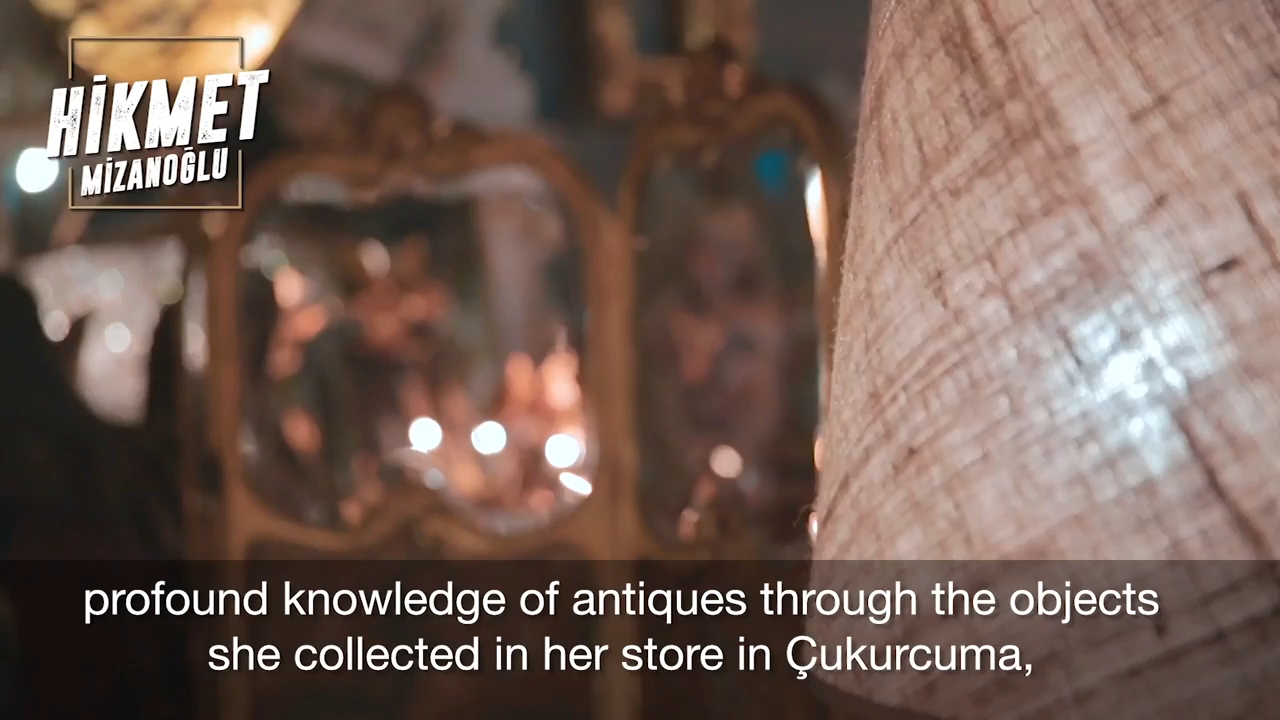 HİKMET
MİZANOĞLU
profound knowledge of antiques through the objects
she collected in her store in Çukurcuma,